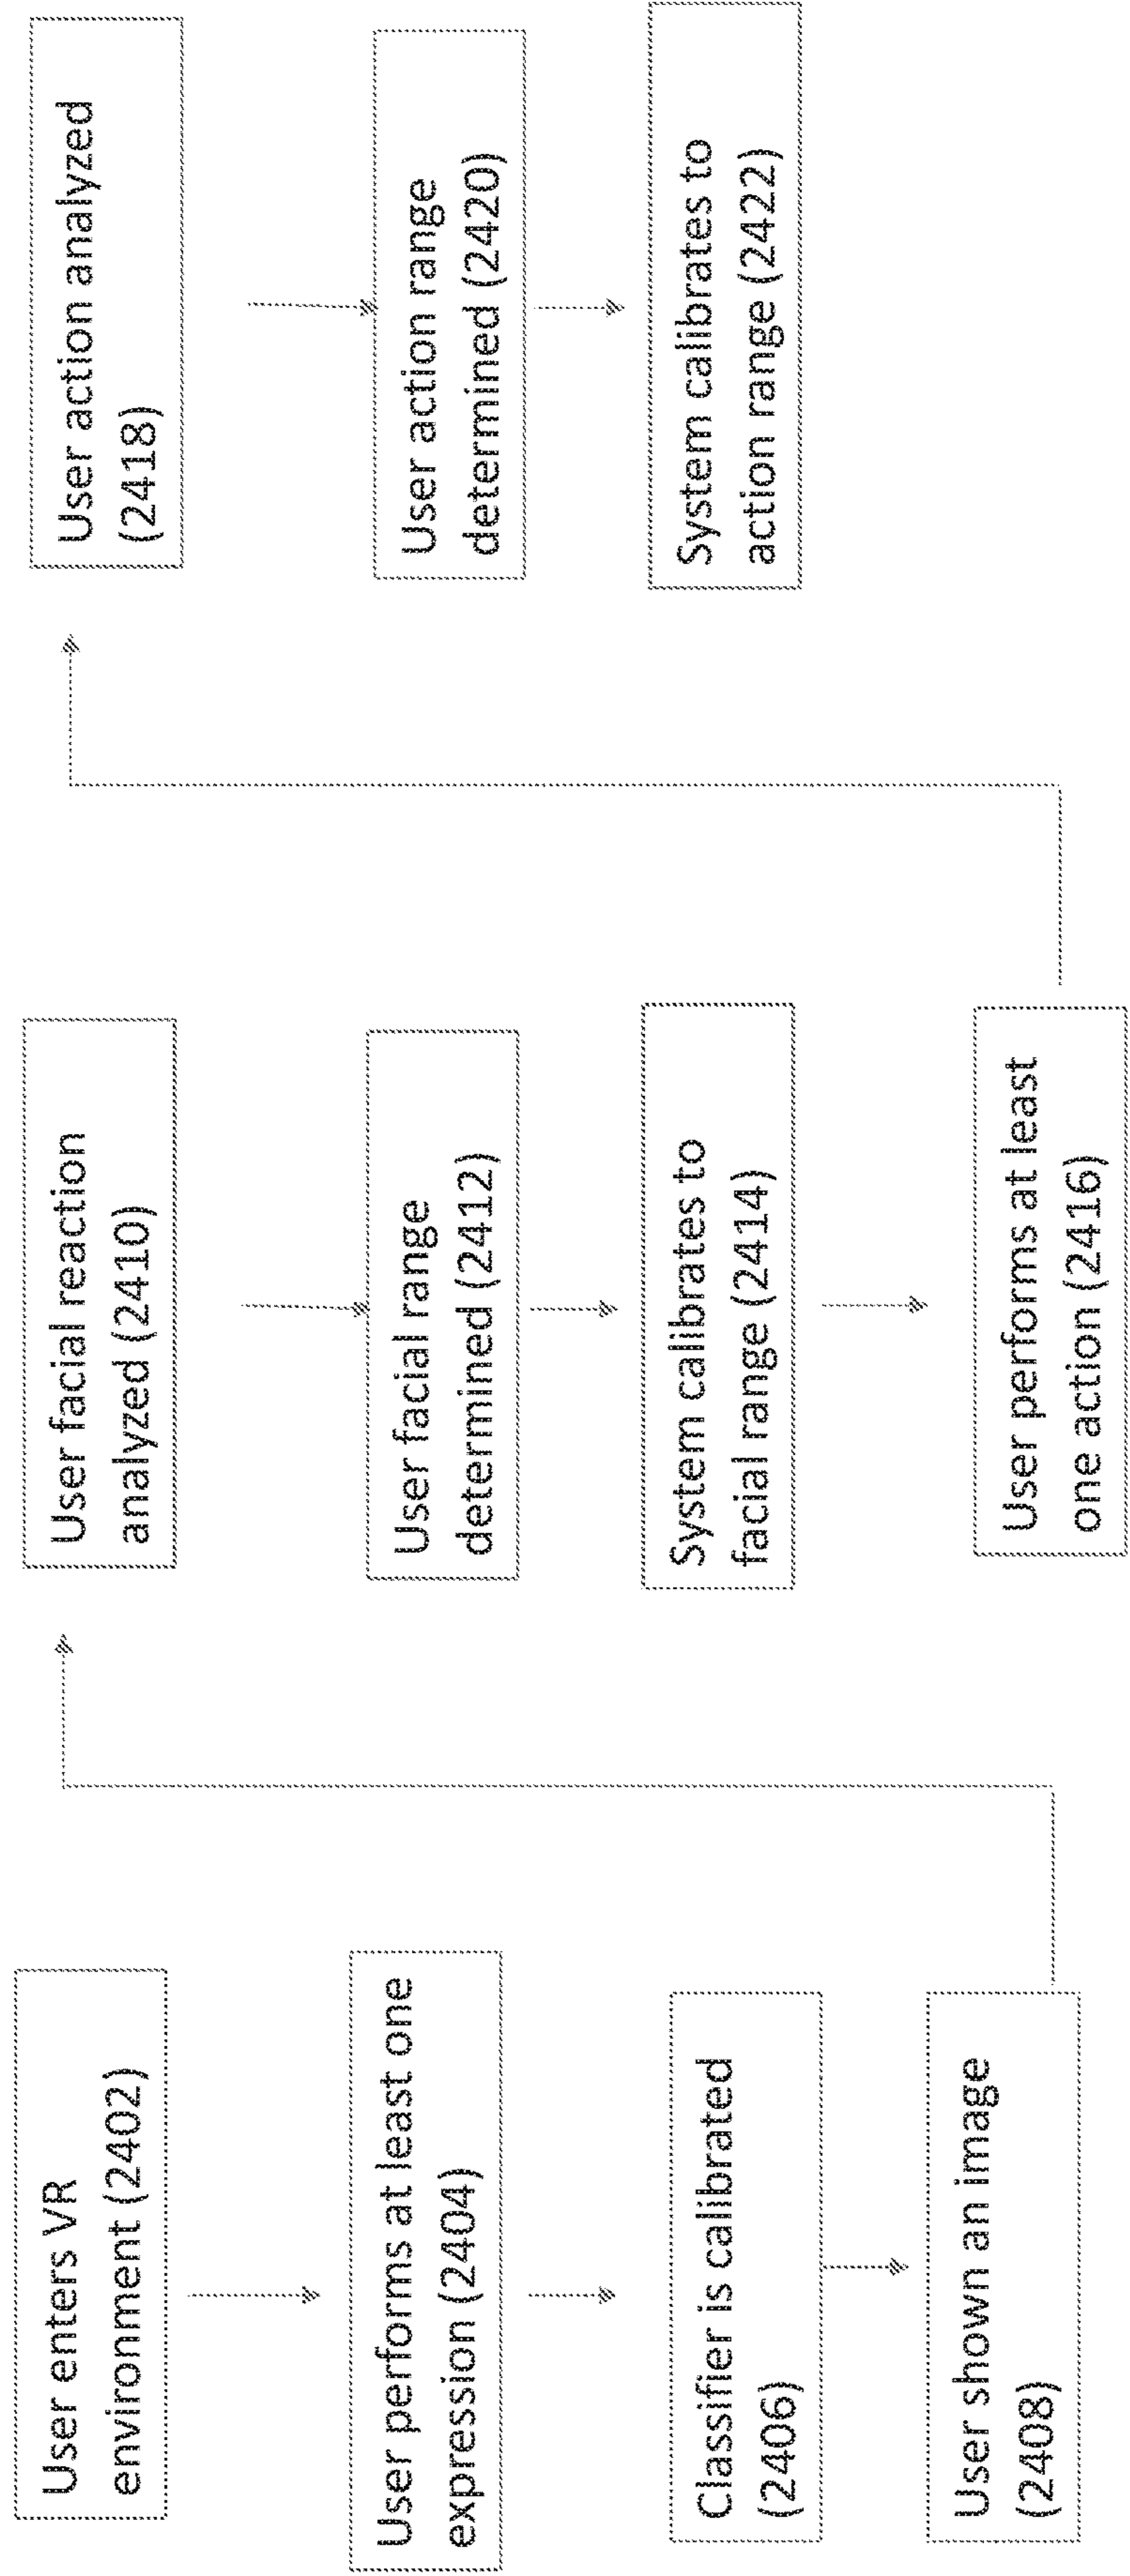 User enters VR
environment (2402)
User performs at least one
expression (2404)
Classifier is calibrated
(2406)
User shown an image
(2408)
User facial reaction
analyzed (2410)
User facial range
determined (2412)
System calibrates to
facial range (2414)
User performs at least
one action (2416)
User action analyzed
(2418)
User action range
determined (2420)
System calibrates to
action range (2422)